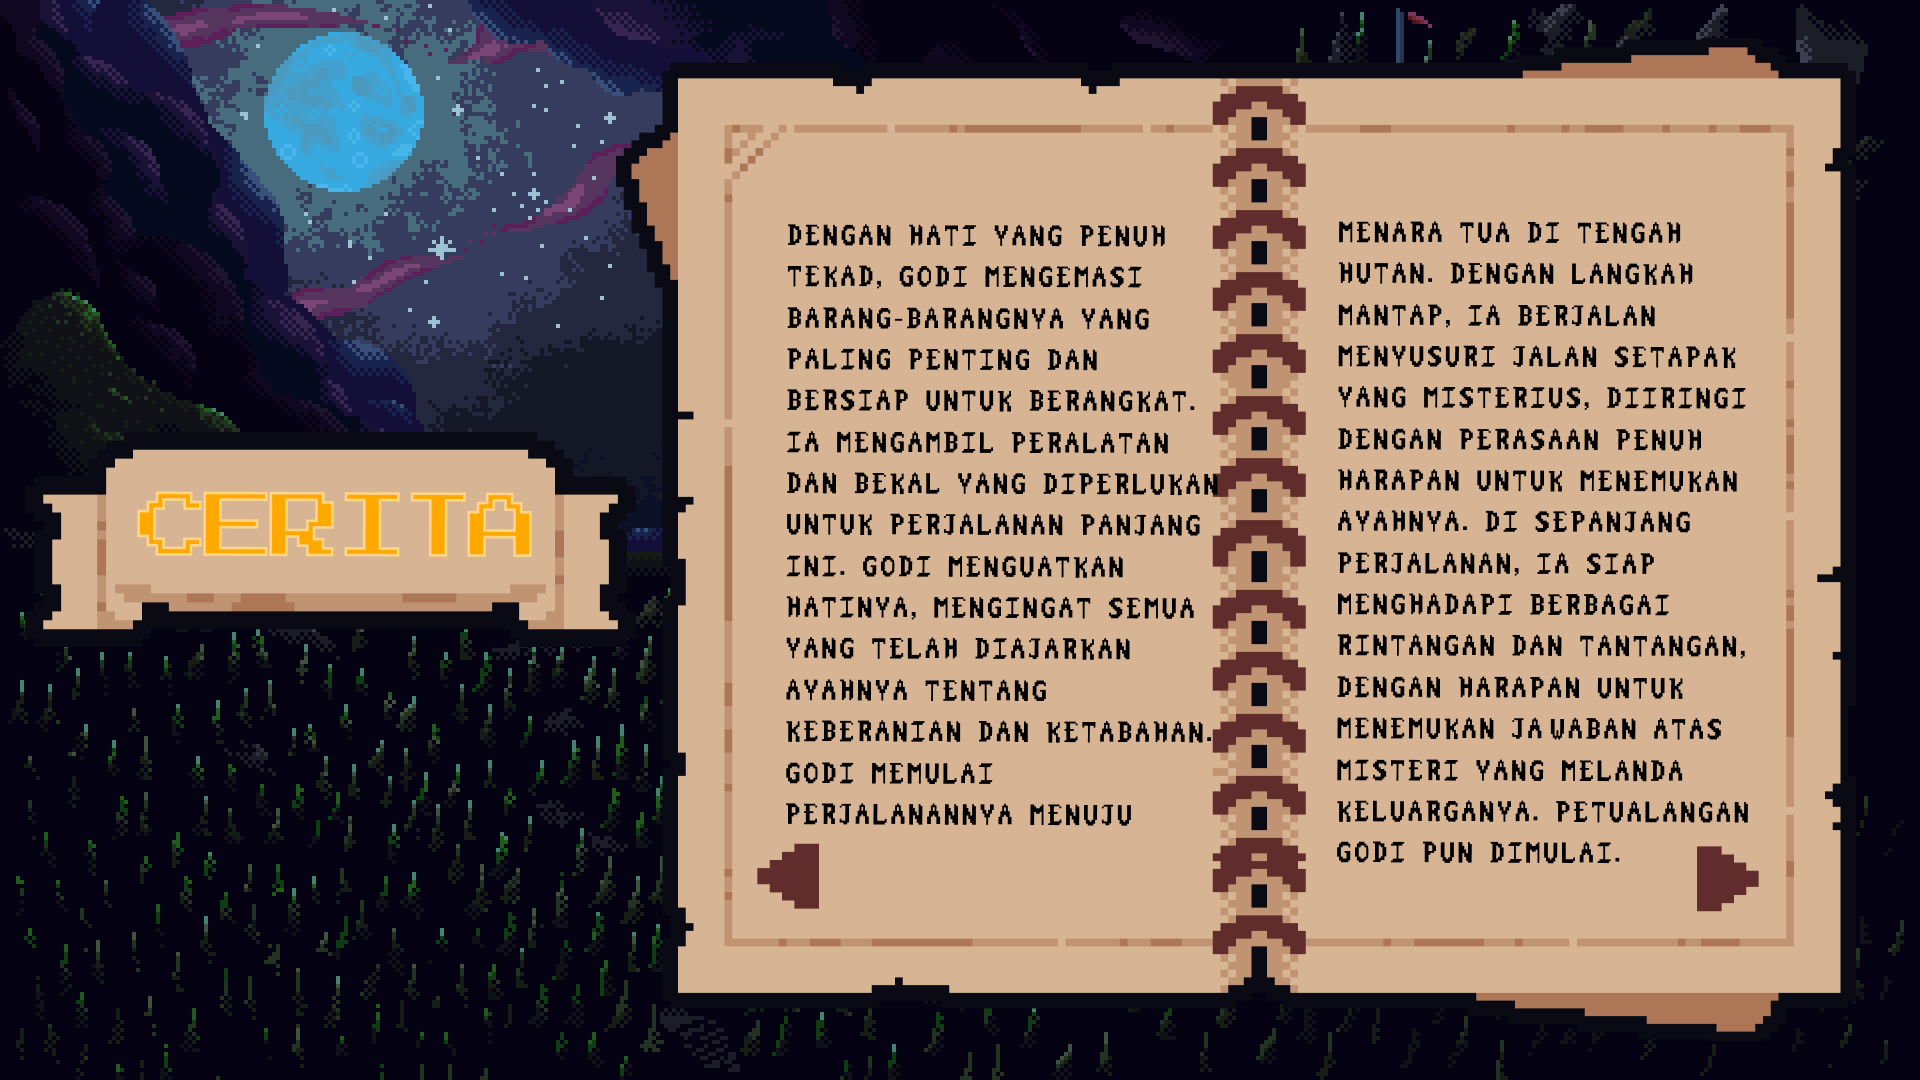 CERITA
DENGAN HATI YANG PENUH
TEKAD, GODI MENGEMASI
BARANG-BARANGNYA YANG
PALING PENTING DAN
BERSIAP UNTUK BERANGKAT.
IA MENGAMBIL PERALATAN
DAN BEKAL YANG DIPERLUKAN
UNTUK PERJALANAN PANJANG
INI. GODI MENGUATKAN
HATINYA, MENGINGAT SEMUA
YANG TELAH DIAJARKAN
AYAHNYA TENTANG
KEBERANIAN DAN KETABAHAN.
GODI MEMULAI
PERJALANANNYA MENUJU
MENARA TUA DI TENGAH
HUTAN. DENGAN LANGKAH
MANTAP, IA BERJALAN
MENYUSURI JALAN SETAPAK
YANG MISTERIUS, DIIRINGI
DENGAN PERASAAN PENUH
HARAPAN UNTUK MENEMUKAN
AYAHNYA. DI SEPANJANG
PERJALANAN, IA SIAP
MENGHADAPI BERBAGAI
RINTANGAN DAN TANTANGAN,
DENGAN HARAPAN UNTUK
MENEMUKAN JAWABAN ATAS
MISTERI YANG MELANDA
KELUARGANYA. PETUALANGAN
GODI PUN DIMULAI.